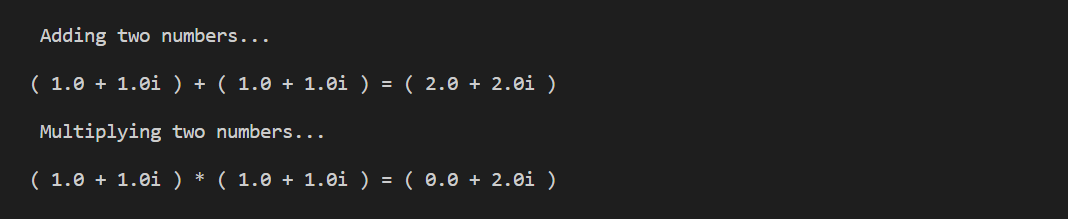 Adding two numbers...
( 1.0 + 1.0i ) + ( 1.0 + 1.0i ) = ( 2.0 + 2.0i )
Multiplying two numbers...
( 1.0 + 1.0i ) * ( 1.0 + 1.0i ) = ( 0.0 + 2.0i )